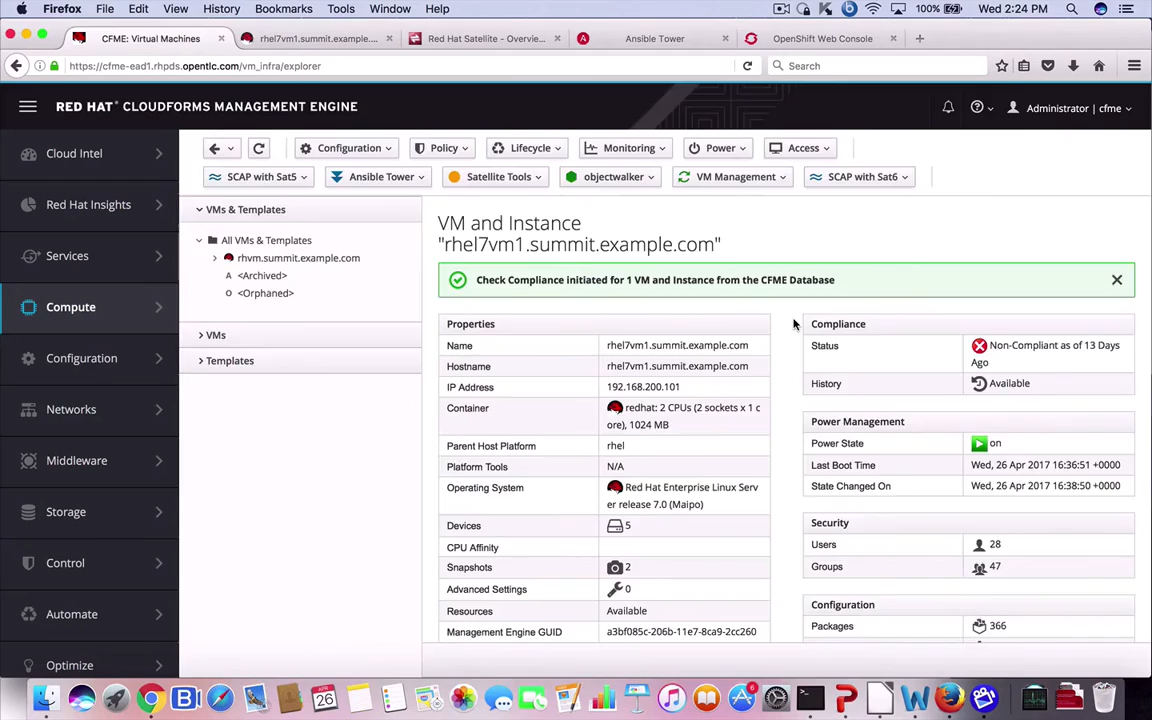 Firefox File Edit View History Bookmarks Tools Window Help 100% Wed 2:24 PM
CFME: Virtual Machines rhel7vm1.summit.example.... Red Hat Satellite - Overvie... Ansible Tower OpenShift Web Console
https://cfme-ead1.rhpds.opentlc.com/vm_infra/explorer Search
RED HAT® CLOUDFORMS MANAGEMENT ENGINE Administrator | cfme
Cloud Intel
Red Hat Insights
Services
Compute
Configuration
Networks
Middleware
Storage
Control
Automate
Optimize
Configuration Policy Lifecycle Monitoring Power Access
SCAP with Sat5 Ansible Tower Satellite Tools objectwalker VM Management SCAP with Sat6
VMs & Templates
All VMs & Templates
rhvm.summit.example.com
A <Archived>
O <Orphaned>
VMs
Templates
VM and Instance
"rhel7vm1.summit.example.com"
Check Compliance initiated for 1 VM and Instance from the CFME Database
Properties
Name rhel7vm1.summit.example.com
Hostname rhel7vm1.summit.example.com
IP Address 192.168.200.101
Container redhat: 2 CPUs (2 sockets x 1 c
ore), 1024 MB
Parent Host Platform rhel
Platform Tools N/A
Operating System Red Hat Enterprise Linux Serv
er release 7.0 (Maipo)
Devices 5
CPU Affinity
Snapshots 2
Advanced Settings 0
Resources Available
Management Engine GUID a3bf085c-206b-11e7-8ca9-2cc260
Compliance
Status Non-Compliant as of 13 Days
Ago
History Available
Power Management
Power State on
Last Boot Time Wed, 26 Apr 2017 16:36:51 +0000
State Changed On Wed, 26 Apr 2017 16:38:50 +0000
Security
Users 28
Groups 47
Configuration
Packages 366
APR
26
6